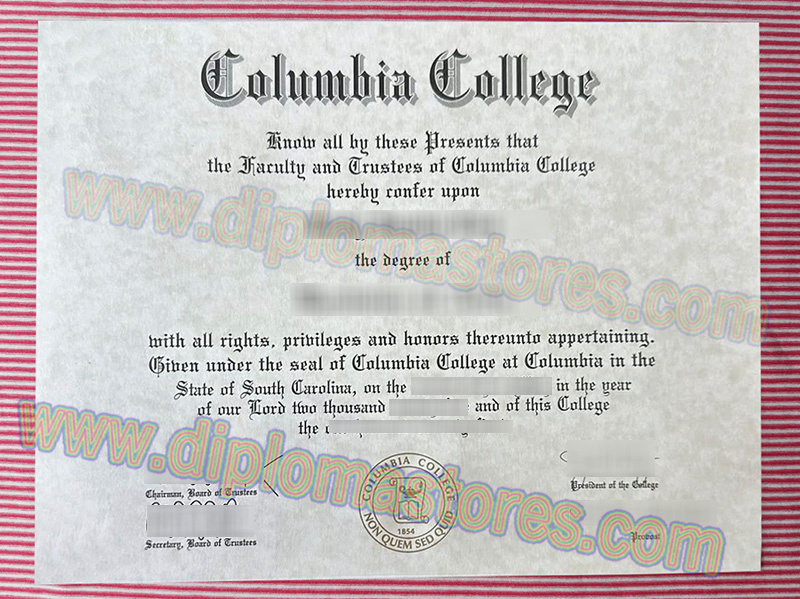 Columbia College
Know all by these Presents that
the Faculty and Trustees of Columbia College
hereby confer upon
www.diplomastores.com
the degree of
with all rights, privileges and honors thereunto appertaining.
Given under the seal of Columbia College at Columbia in the
State of South Carolina, on the in the year
of our Lord two thousand and of this College
the
www.diplomastores.com
COLUMBIA COLLEGE
1854
NON QUEM SED QUID
Chairman, Board of Trustees
President of the College
Secretary, Board of Trustees
Provost